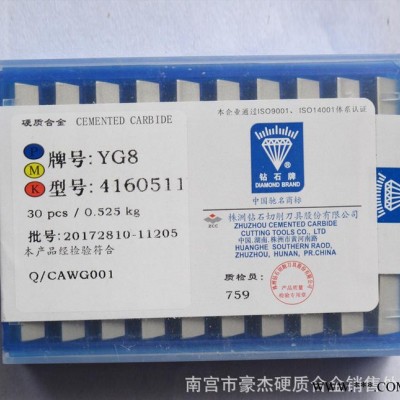 硬质合金 CEMENTED CARBIDE
P 牌号:YG8
M
K 型号:4160511
30 pcs / 0.525 kg
批号:20172810-11205
本产品经检验符合
Q/CAWG001
本企业通过ISO9001、ISO14001体系认证
钻石牌
DIAMOND BRAND
中国驰名商标
株洲钻石切削刀具股份有限公司
ZHUZHOU CEMENTED CARBIDE
CUTTING TOOLS CO., LTD
中国.湖南.株洲市黄河南路
HUANGHE SOUTHERN RAOD,
ZHUZHOU, HUNAN, PR.CHINA
质检员:
759
南宫市豪杰硬质合金销售